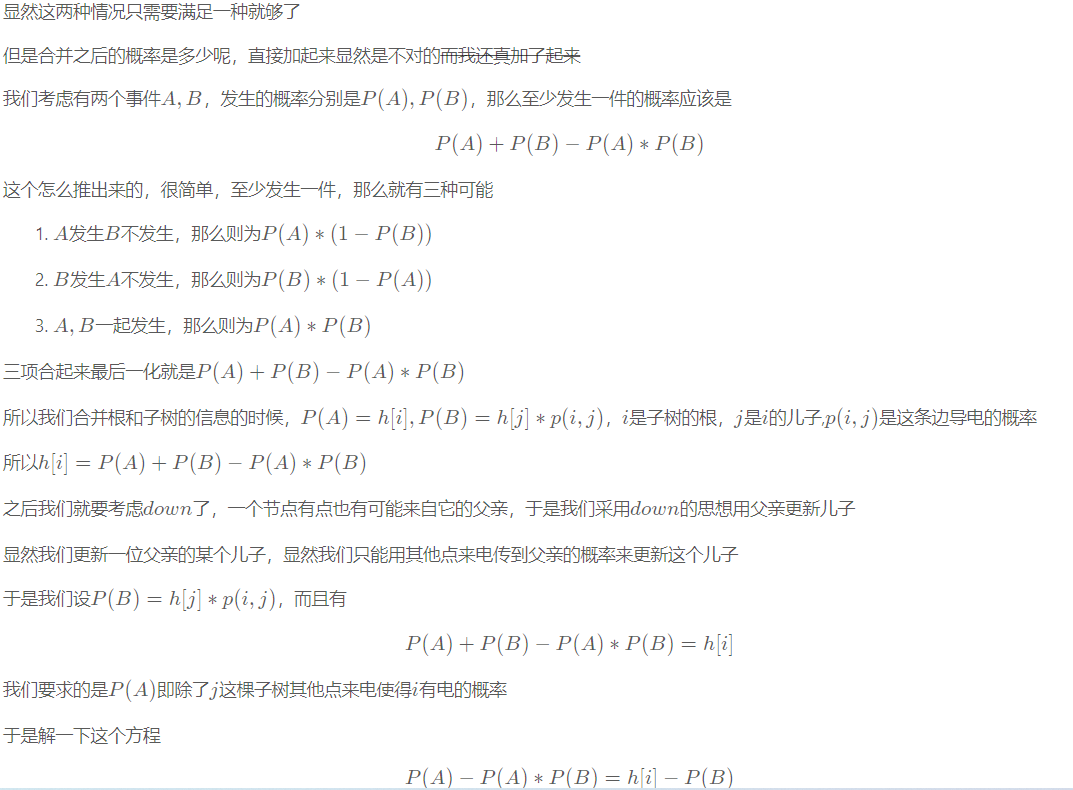 显然这两种情况只需要满足一种就够了
但是合并之后的概率是多少呢，直接加起来显然是不对的而我还真加了起来
我们考虑有两个事件A, B，发生的概率分别是P(A), P(B)，那么至少发生一件的概率应该是
P(A) + P(B) − P(A) ∗ P(B)
这个怎么推出来的，很简单，至少发生一件，那么就有三种可能
1. A发生B不发生，那么则为P(A) ∗ (1 − P(B))
2. B发生A不发生，那么则为P(B) ∗ (1 − P(A))
3. A, B一起发生，那么则为P(A) ∗ P(B)
三项合起来最后一化就是P(A) + P(B) − P(A) ∗ P(B)
所以我们合并根和子树的信息的时候，P(A) = h[i], P(B) = h[j] ∗ p(i, j)，i是子树的根，j是i的儿子,p(i, j)是这条边导电的概率
所以h[i] = P(A) + P(B) − P(A) ∗ P(B)
之后我们就要考虑down了，一个节点有点也有可能来自它的父亲，于是我们采用down的思想用父亲更新儿子
显然我们更新一位父亲的某个儿子，显然我们只能用其他点来电传到父亲的概率来更新这个儿子
于是我们设P(B) = h[j] ∗ p(i, j)，而且有
P(A) + P(B) − P(A) ∗ P(B) = h[i]
我们要求的是P(A)即除了j这棵子树其他点来电使得i有电的概率
于是解一下这个方程
P(A) − P(A) ∗ P(B) = h[i] − P(B)